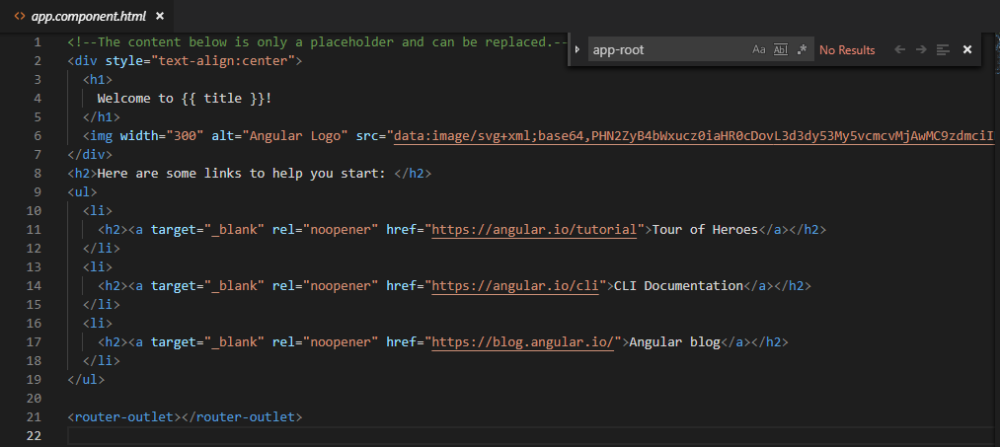 <> app.component.html ×
1 <!--The content below is only a placeholder and can be replaced.--
app-root Aa Abl .* No Results
2 <div style="text-align:center">
3 <h1>
4 Welcome to {{ title }}!
5 </h1>
6 <img width="300" alt="Angular Logo" src="data:image/svg+xml;base64,PHN2ZyB4bWxucz0iaHR0cDovL3d3dy53My5vcmcvMjAwMC9zdmciI
7 </div>
8 <h2>Here are some links to help you start: </h2>
9 <ul>
10 <li>
11 <h2><a target="_blank" rel="noopener" href="https://angular.io/tutorial">Tour of Heroes</a></h2>
12 </li>
13 <li>
14 <h2><a target="_blank" rel="noopener" href="https://angular.io/cli">CLI Documentation</a></h2>
15 </li>
16 <li>
17 <h2><a target="_blank" rel="noopener" href="https://blog.angular.io/">Angular blog</a></h2>
18 </li>
19 </ul>
20
21 <router-outlet></router-outlet>
22